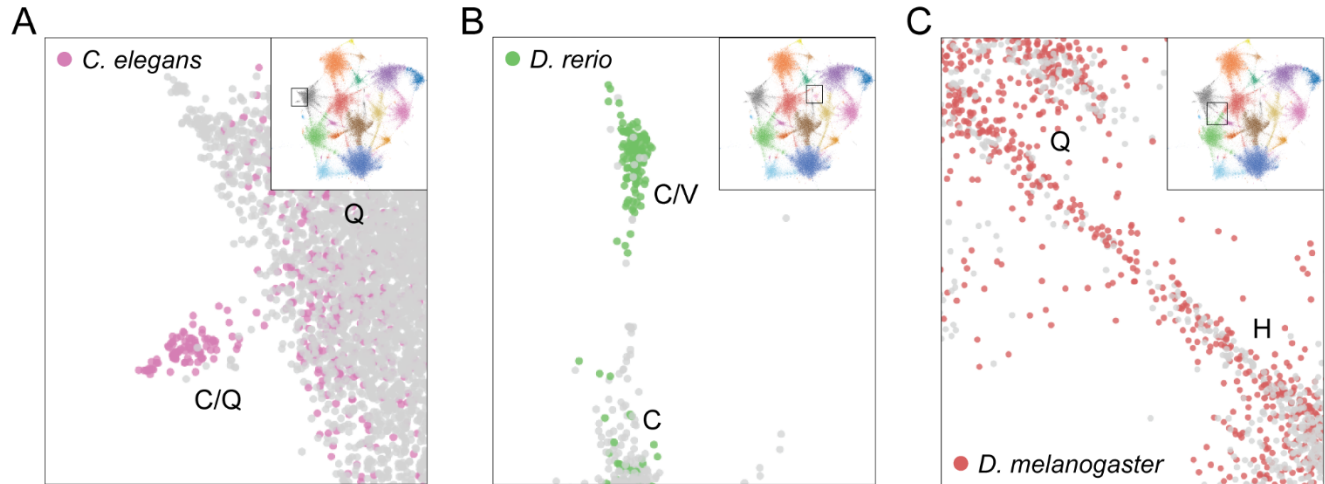 A
C. elegans
Q
C/Q
B
D. rerio
C/V
C
C
Q
H
D. melanogaster